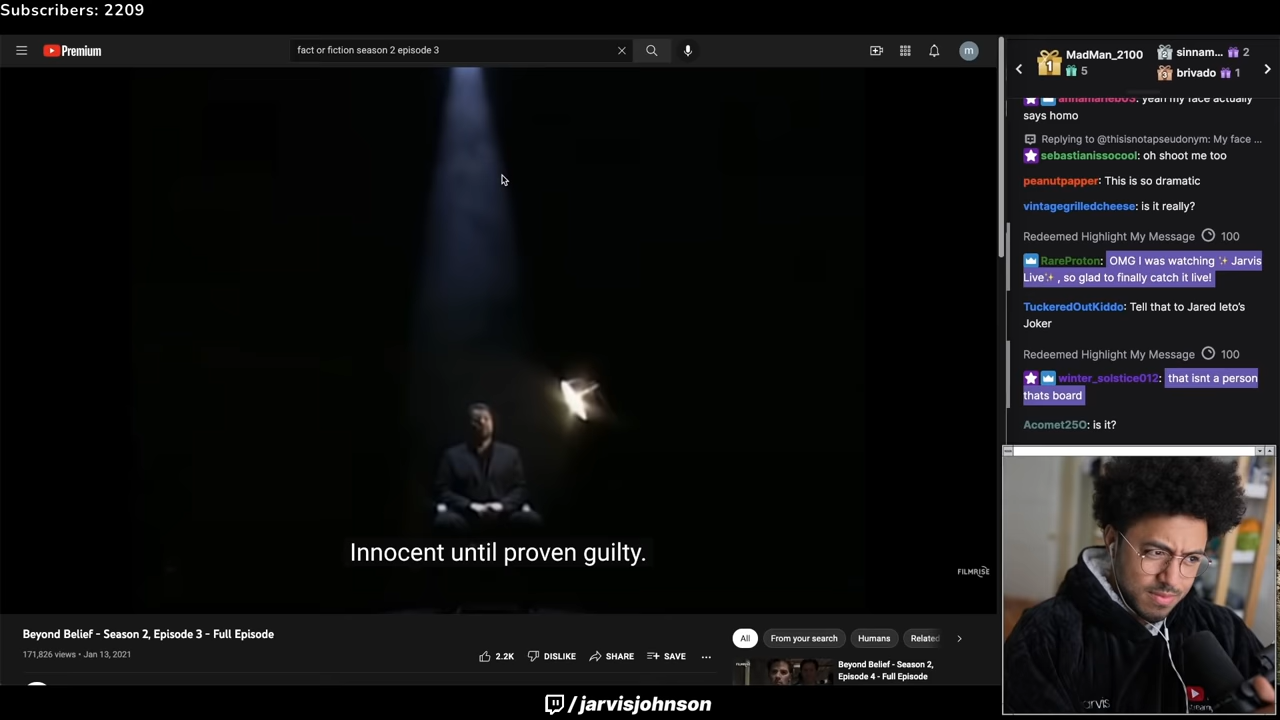 Subscribers: 2209
Premium
fact or fiction season 2 episode 3
m
MadMan_2100
5
sinnam... 2
brivado 1
annamarieb03: yeah my face actually
says homo
Replying to @thisisnotapseudonym: My face ...
sebastianissocool: oh shoot me too
peanutpapper: This is so dramatic
vintagegrilledcheese: is it really?
Redeemed Highlight My Message 100
RareProton: OMG I was watching ✨ Jarvis
Live✨ , so glad to finally catch it live!
TuckeredOutKiddo: Tell that to Jared leto's
Joker
Redeemed Highlight My Message 100
winter_solstice012: that isnt a person
thats board
Acomet25O: is it?
Innocent until proven guilty.
FILMRISE
Beyond Belief - Season 2, Episode 3 - Full Episode
171,826 views • Jan 13, 2021
2.2K
DISLIKE
SHARE
SAVE
All
From your search
Humans
Related
Beyond Belief - Season 2,
Episode 4 - Full Episode
/jarvisjohnson